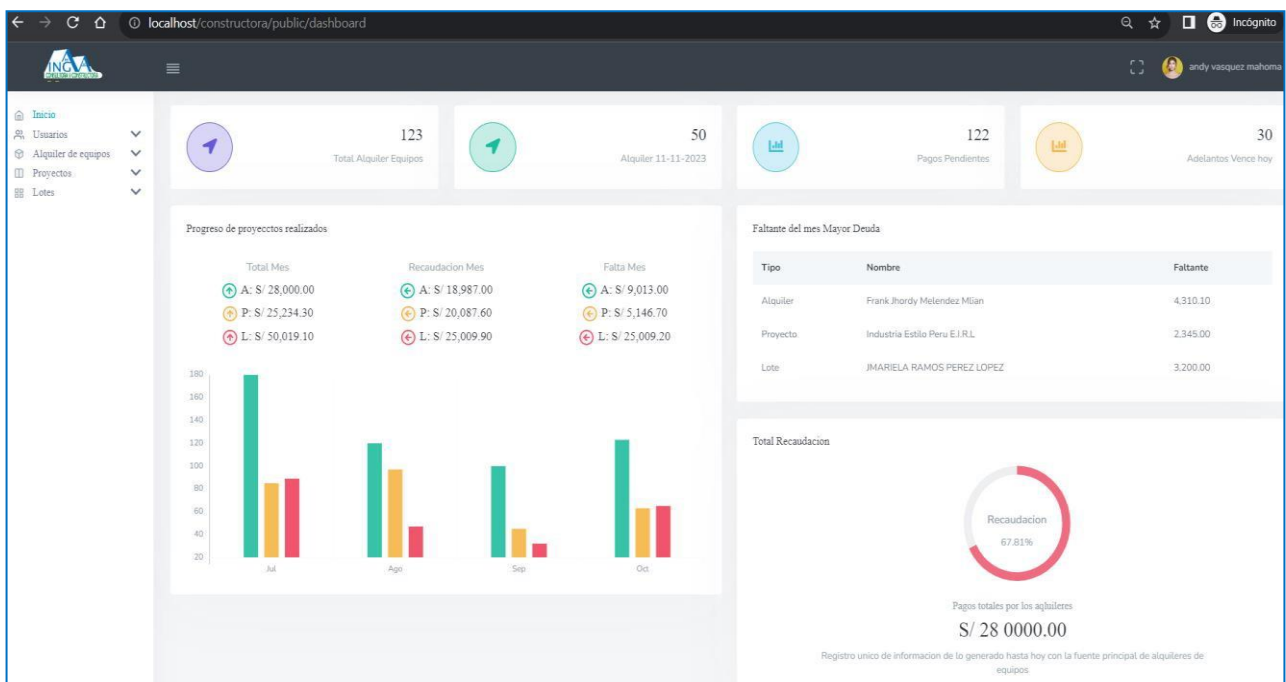 localhost/constructora/public/dashboard
Incógnito
INGVA
andy vasquez mahoma
Inicio
Usuarios
Alquiler de equipos
Proyectos
Lotes
123
Total Alquiler Equipos
50
Alquiler 11-11-2023
122
Pagos Pendientes
30
Adelantos Vence hoy
Progreso de proyecctos realizados
Total Mes
A: S/ 28,000.00
P: S/ 25,234.30
L: S/ 50,019.10
Recaudacion Mes
A: S/ 18,987.00
P: S/ 20,087.60
L: S/ 25,009.90
Falta Mes
A: S/ 9,013.00
P: S/ 5,146.70
L: S/ 25,009.20
180
160
140
120
100
80
60
40
20
Jul
Ago
Sep
Oct
Faltante del mes Mayor Deuda
Tipo Nombre Faltante
Alquiler Frank Jhordy Melendez Mlian 4,310.10
Proyecto Industria Estilo Peru E.I.R.L 2,345.00
Lote JMARIELA RAMOS PEREZ LOPEZ 3,200.00
Total Recaudacion
Recaudacion
67.81%
Pagos totales por los aqluileres
S/ 28 0000.00
Registro unico de informacion de lo generado hasta hoy con la fuente principal de alquileres de
equipos